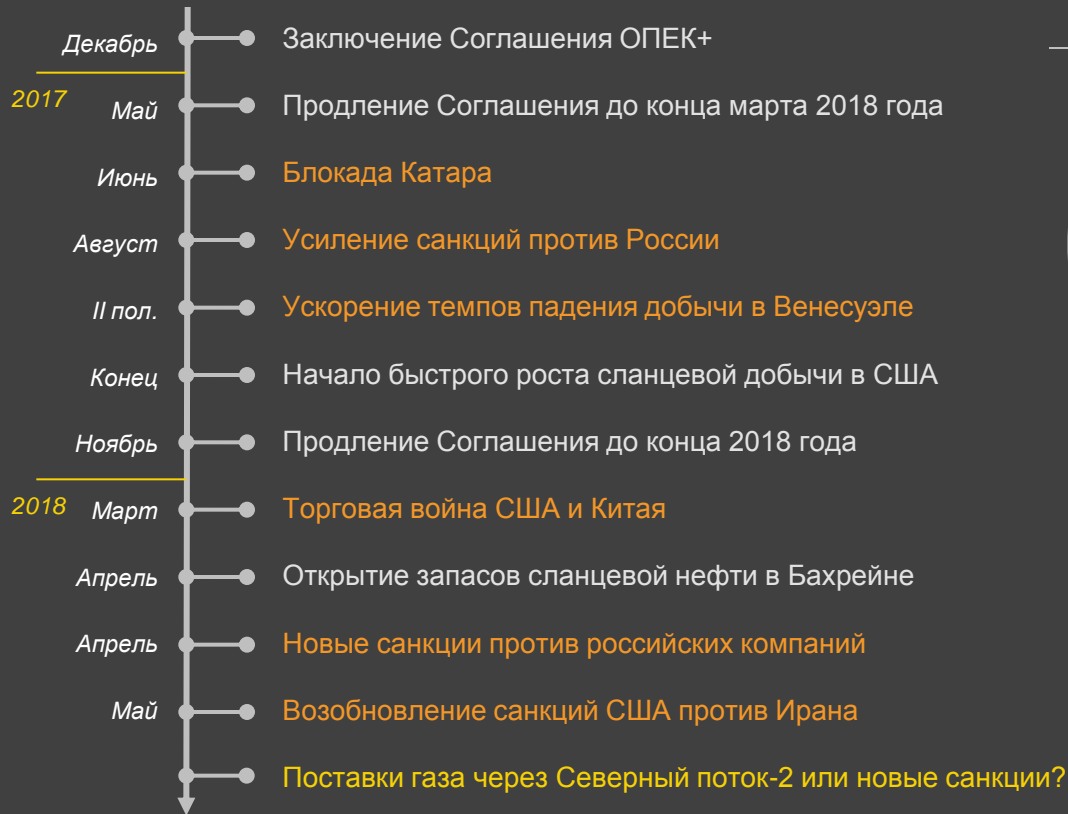 Декабрь Заключение Соглашения ОПЕК+
2017
Май Продление Соглашения до конца марта 2018 года
Июнь Блокада Катара
Август Усиление санкций против России
II пол. Ускорение темпов падения добычи в Венесуэле
Конец Начало быстрого роста сланцевой добычи в США
Ноябрь Продление Соглашения до конца 2018 года
2018
Март Торговая война США и Китая
Апрель Открытие запасов сланцевой нефти в Бахрейне
Апрель Новые санкции против российских компаний
Май Возобновление санкций США против Ирана
Поставки газа через Северный поток-2 или новые санкции?